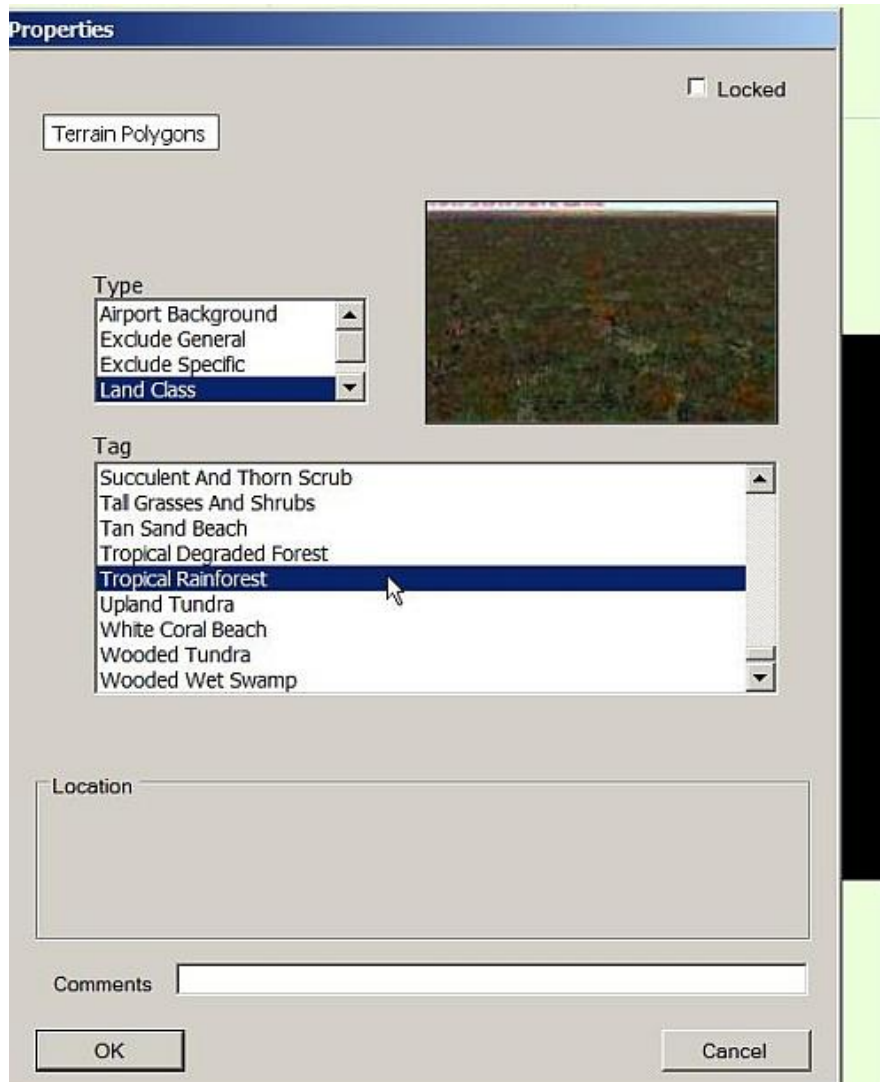 Properties
Locked
Terrain Polygons
Type
Airport Background
Exclude General
Exclude Specific
Land Class
Tag
Succulent And Thorn Scrub
Tall Grasses And Shrubs
Tan Sand Beach
Tropical Degraded Forest
Tropical Rainforest
Upland Tundra
White Coral Beach
Wooded Tundra
Wooded Wet Swamp
Location
Comments
OK
Cancel